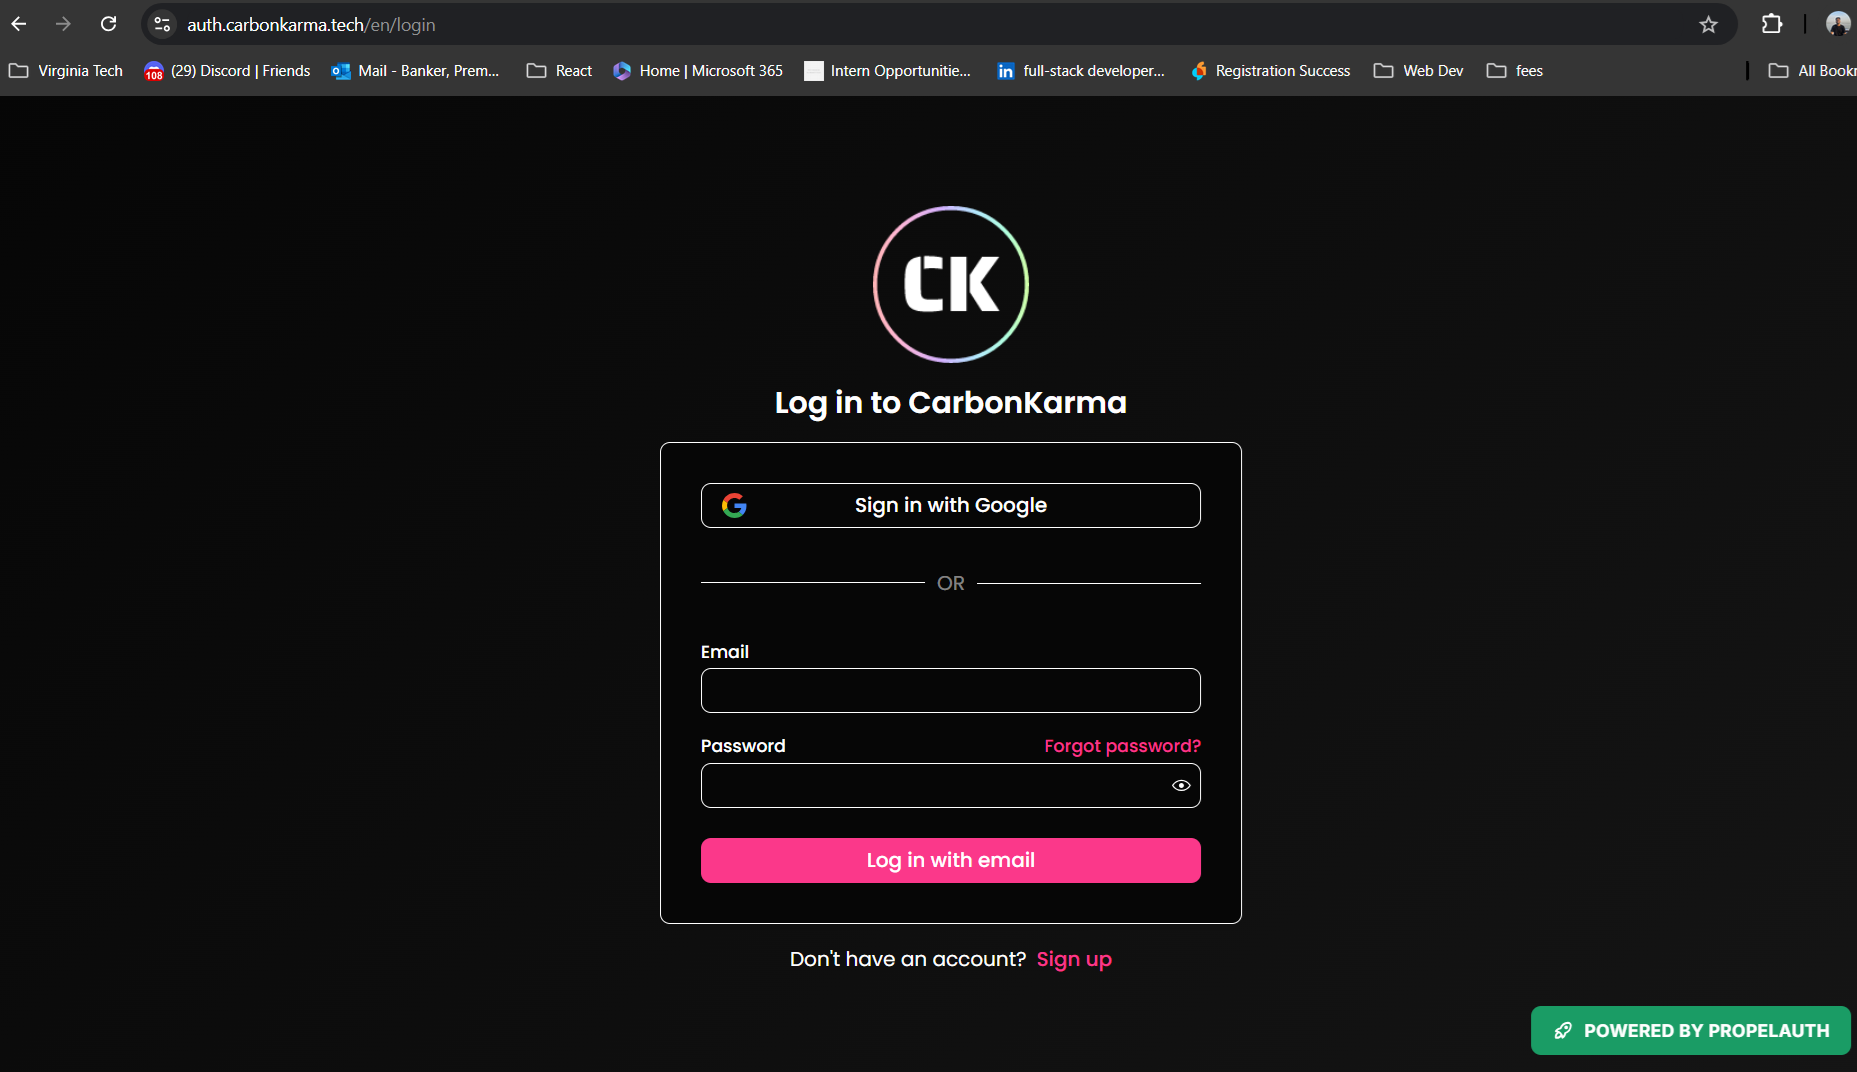 auth.carbonkarma.tech/en/login
Virginia Tech
108
(29) Discord | Friends
Mail - Banker, Prem...
React
Home | Microsoft 365
Intern Opportunitie...
in
full-stack developer...
Registration Success
Web Dev
fees
All Bookr
CK
Log in to CarbonKarma
G
Sign in with Google
OR
Email
Password
Forgot password?
Log in with email
Don't have an account? Sign up
POWERED BY PROPELAUTH